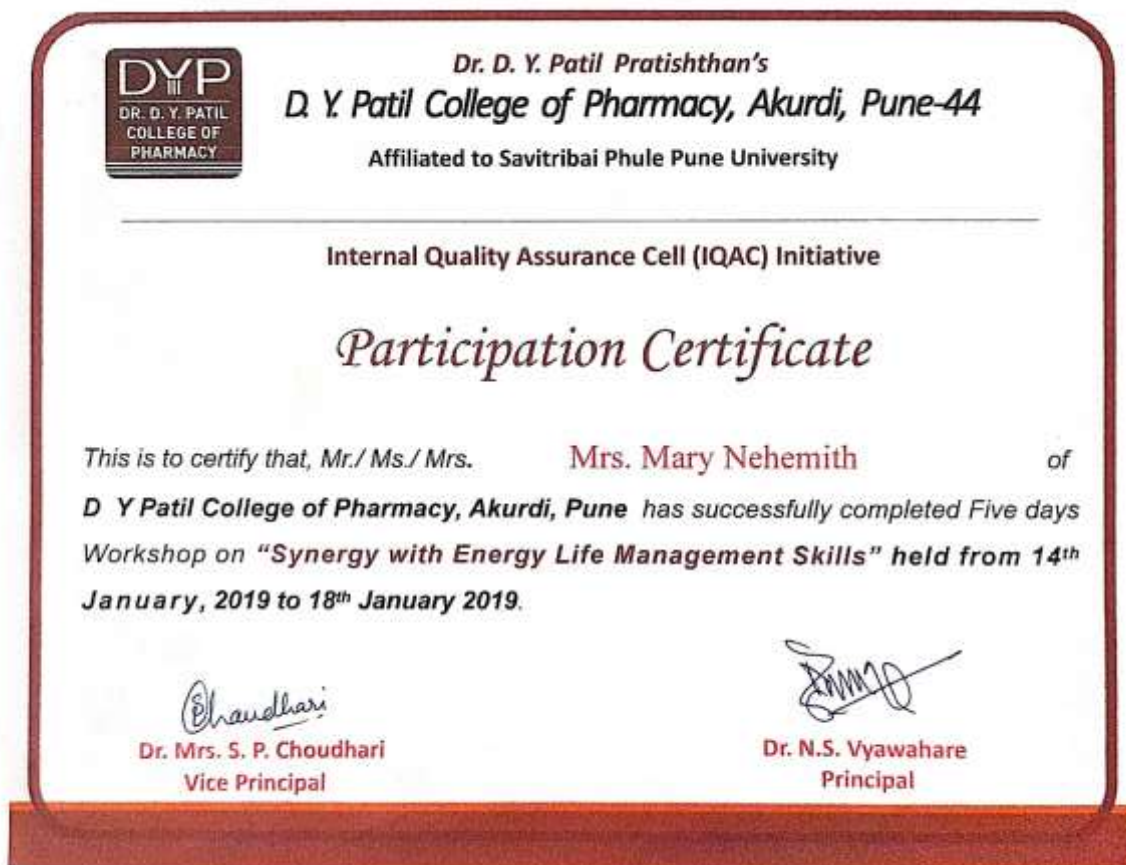 DYP
DR. D. Y. PATIL
COLLEGE OF
PHARMACY
Dr. D. Y. Patil Pratishthan's
D. Y. Patil College of Pharmacy, Akurdi, Pune-44
Affiliated to Savitribai Phule Pune University
Internal Quality Assurance Cell (IQAC) Initiative
Participation Certificate
This is to certify that, Mr./ Ms./ Mrs. Mrs. Mary Nehemith of
D Y Patil College of Pharmacy, Akurdi, Pune has successfully completed Five days
Workshop on “Synergy with Energy Life Management Skills” held from 14th
January, 2019 to 18th January 2019.
Chaudhari
Dr. Mrs. S. P. Choudhari
Vice Principal
Dr. N.S. Vyawahare
Principal